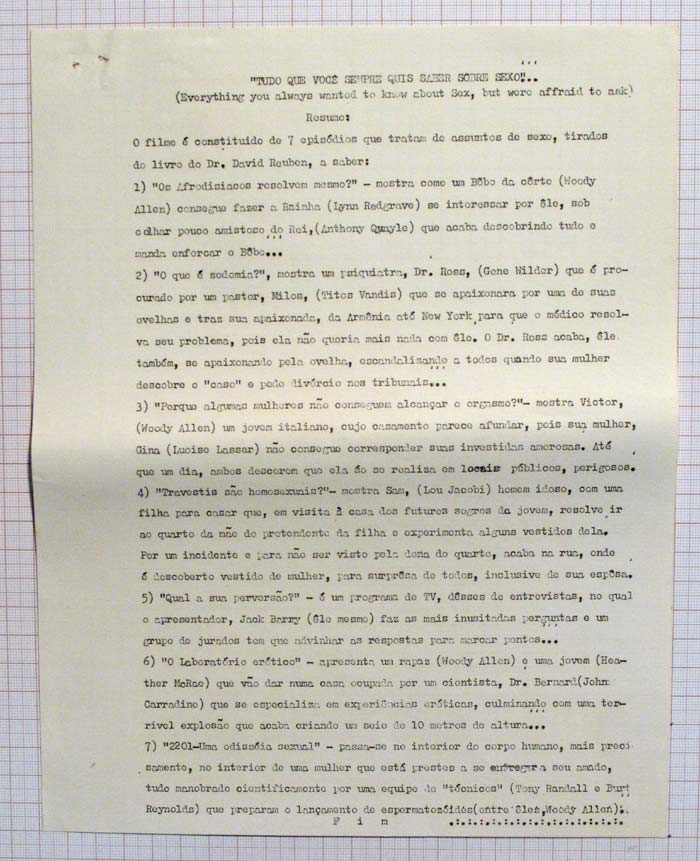 "TUDO QUE VOCÊ SEMPRE QUIS SABER SOBRE SEXO"...
(Everything you always wanted to know about Sex, but were affraid to ask)
Resumo:
O filme é constituido de 7 episódios que tratam de assuntos de sexo, tirados
do livro do Dr. David Reuben, a saber:
1) "Os Afrodisiacos resolvem mesmo?" - mostra como um Bôbo da côrte (Woody
Allen) consegue fazer a Rainha (Lynn Redgrave) se interessar por êle, sob
olhar pouco amistoso do Rei,(Anthony Quayle) que acaba descobrindo tudo e
manda enforcar o Bôbo...
2) "O que é sodomia?", mostra um psiquiatra, Dr. Ross, (Gene Wilder) que é pro-
curado por um pastor, Milos, (Titos Vandis) que se apaixonara por uma de suas
ovelhas e traz sua apaixonada, da Armênia até New York para que o médico resol-
va seu problema, pois ela não queria mais nada com êle. O Dr. Ross acaba, êle
também, se apaixonando pela ovelha, escandalizando a todos quando sua mulher
descobre o "caso" e pede divórcio nos tribunais...
3) "Porque algumas mulheres não conseguem alcançar o orgasmo?"- mostra Victor,
(Woody Allen) um jovem italiano, cujo casamento parece afundar, pois sua mulher,
Gina (Luoise Lasser) não consegue corresponder suas investidas amorosas. Até
que um dia, ambos descorem que ela óo se realiza em locais públicos, perigosos.
4) "Travestis são homosexuais?"- mostra Sam, (Lou Jacobi) homem idoso, com uma
filha para casar que, em visita à casa dos futuros sogros da jovem, resolve ir
ao quarto da mãe do pretendente da filha e experimenta alguns vestidos dela.
Por um incidente e para não ser visto pela dona do quarto, acaba na rua, onde
é descoberto vestido de mulher, para surprêsa de todos, inclusive de sua espôsa.
5) "Qual a sua perversão?" - é um programa de TV, dêsses de entrevistas, no qual
o apresentador, Jack Barry (êle mesmo) faz as mais inusitadas perguntas e um
grupo de jurados tem que advinhar as respostas para marcar pontos...
6) "O Laboratério erótico" - apresenta um rapaz (Woody Allen) e uma jovem (Hea-
ther McRae) que vão dar numa casa ocupada por um cientista, Dr. Bernard(John
Carradine) que se especializa em experiências eróticas, culminando com uma ter-
rivel explosão que acaba criando um seio de 10 metros de altura...
7) "2201-Uma odisséia sexual" - passa-se no interior do corpo humano, mais preci
samente, no interior de uma mulher que está prestes a se entregar a seu amado,
tudo manobrado cientificamente por uma equipe de "técnicos" (Tony Randall e Burt
Reynolds) que preparam o lançamento de espermatozóides(entre êles,Woody Allen)...
F i m .:.:.:.:.:.:.:.:.:.:.:.:.:.